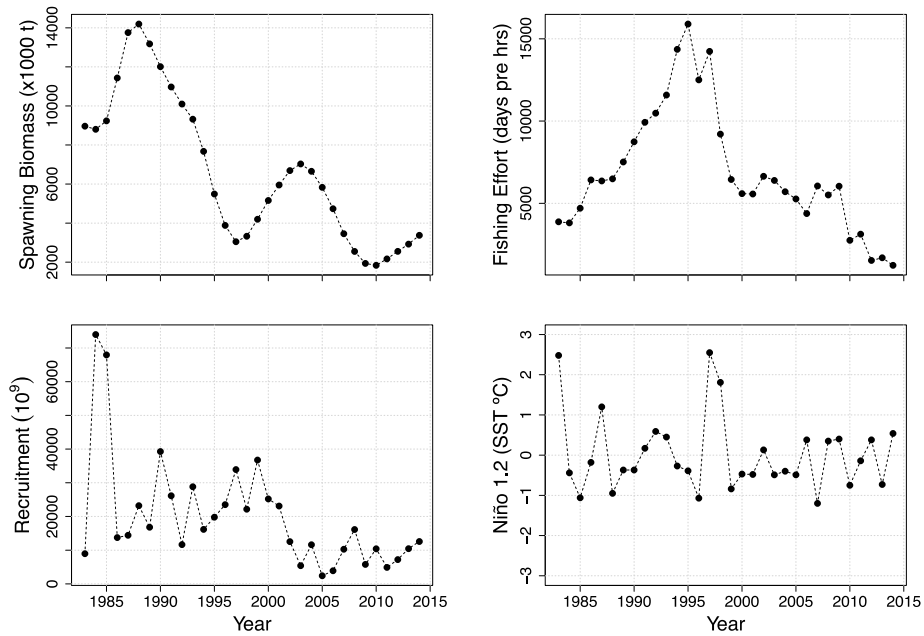 Spawning Biomass (x1000 t)
14000
10000
6000
2000
Fishing Effort (days pre hrs)
15000
10000
5000
Recruitment (10⁹)
60000
40000
20000
0
1985 1990 1995 2000 2005 2010 2015
Year
Niño 1.2 (SST ºC)
3
2
1
0
−1
−2
−3
1985 1990 1995 2000 2005 2010 2015
Year